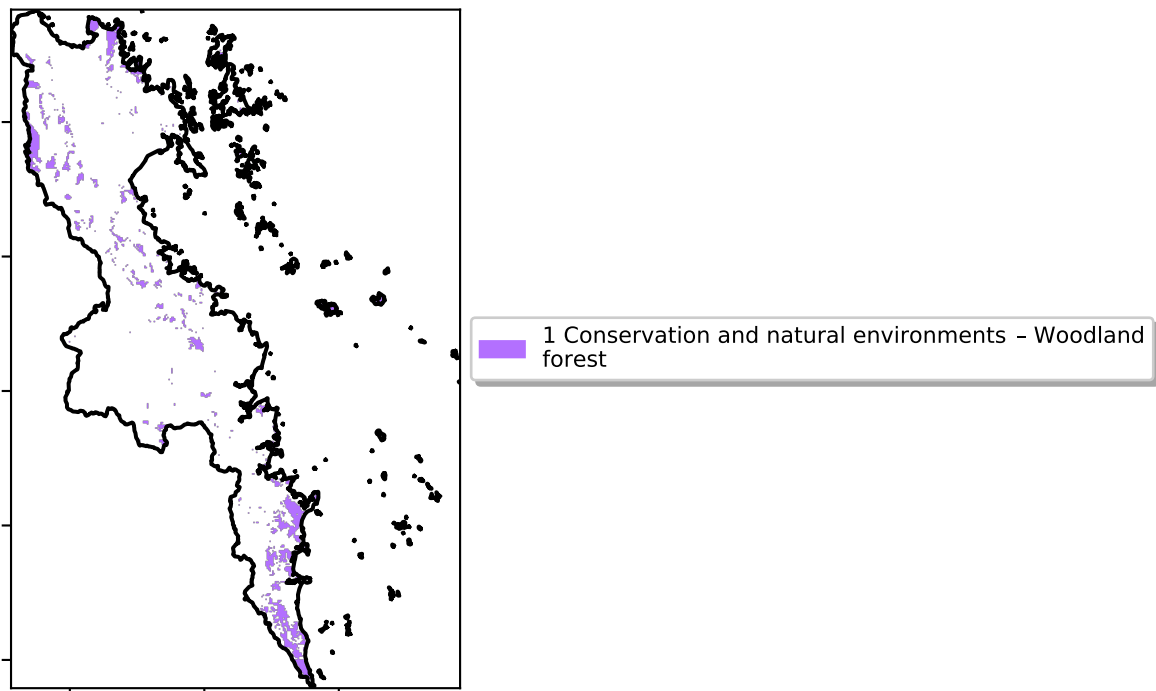 1 Conservation and natural environments – Woodland
forest